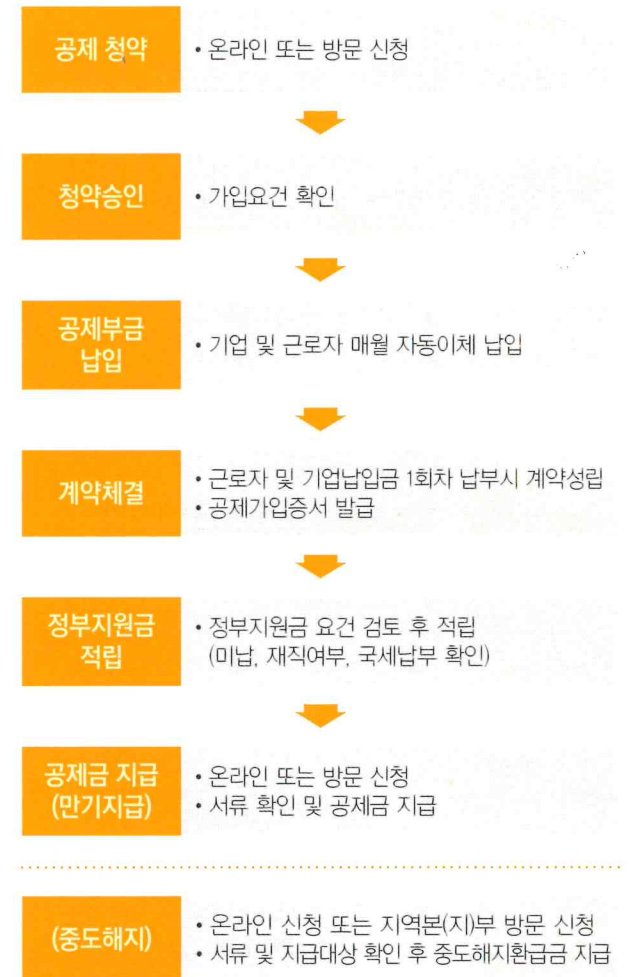 공제 청약
• 온라인 또는 방문 신청
청약승인
• 가입요건 확인
공제부금
납입
• 기업 및 근로자 매월 자동이체 납입
계약체결
• 근로자 및 기업납입금 1회차 납부시 계약성립
• 공제가입증서 발급
정부지원금
적립
• 정부지원금 요건 검토 후 적립
(미납, 재직여부, 국세납부 확인)
공제금 지급
(만기지급)
• 온라인 또는 방문 신청
• 서류 확인 및 공제금 지급
(중도해지)
• 온라인 신청 또는 지역본(지)부 방문 신청
• 서류 및 지급대상 확인 후 중도해지환급금 지급